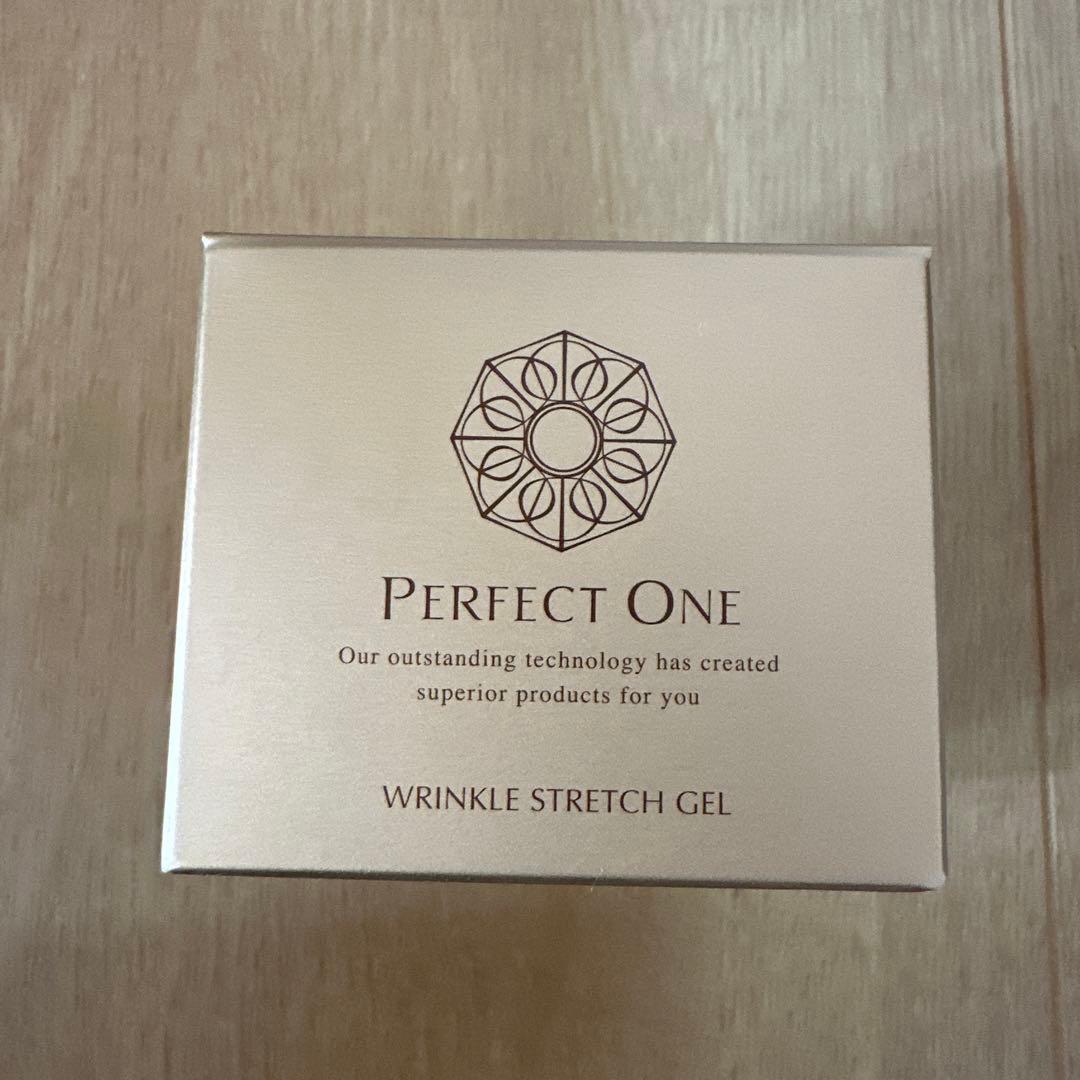 PERFECT ONE
Our outstanding technology has created
superior products for you
WRINKLE STRETCH GEL